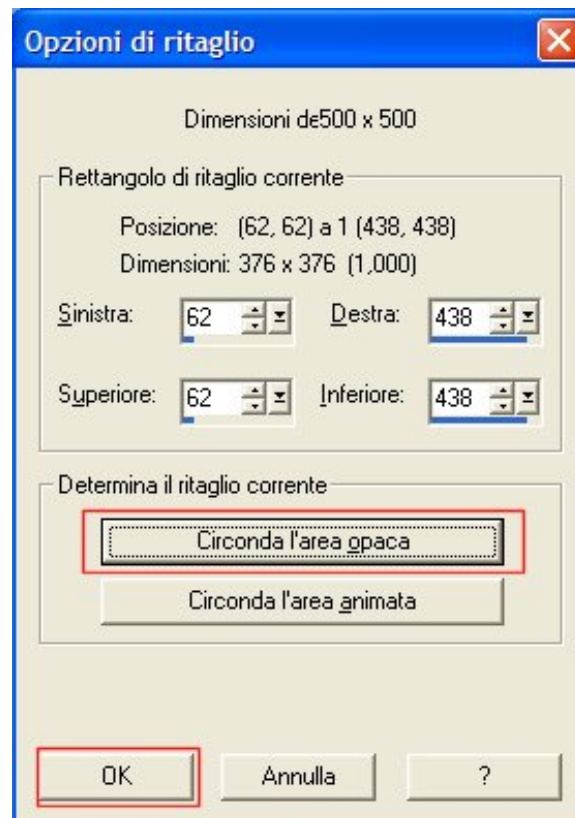 Opzioni di ritaglio
Dimensioni de500 x 500
Rettangolo di ritaglio corrente
Posizione: (62, 62) a 1 (438, 438)
Dimensioni: 376 x 376 (1,000)
Sinistra: 62 Destra: 438
Superiore: 62 Inferiore: 438
Determina il ritaglio corrente
Circonda l'area opaca
Circonda l'area animata
OK Annulla ?